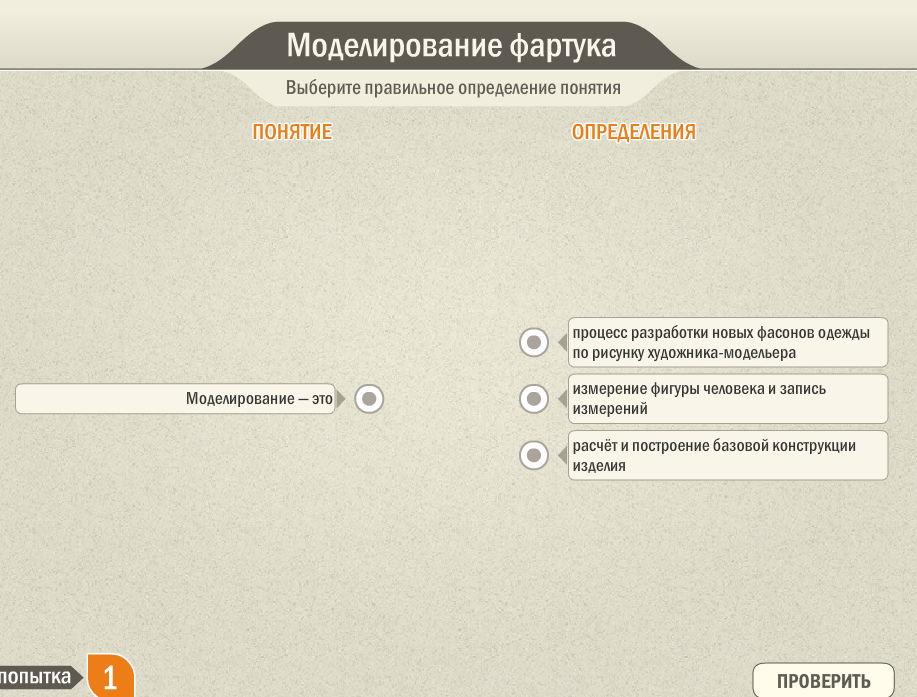 Моделирование фартука
Выберите правильное определение понятия
ПОНЯТИЕ
ОПРЕДЕЛЕНИЯ
Моделирование — это
процесс разработки новых фасонов одежды
по рисунку художника-модельера
измерение фигуры человека и запись
измерений
расчёт и построение базовой конструкции
изделия
ПОПЫТКА
1
ПРОВЕРИТЬ